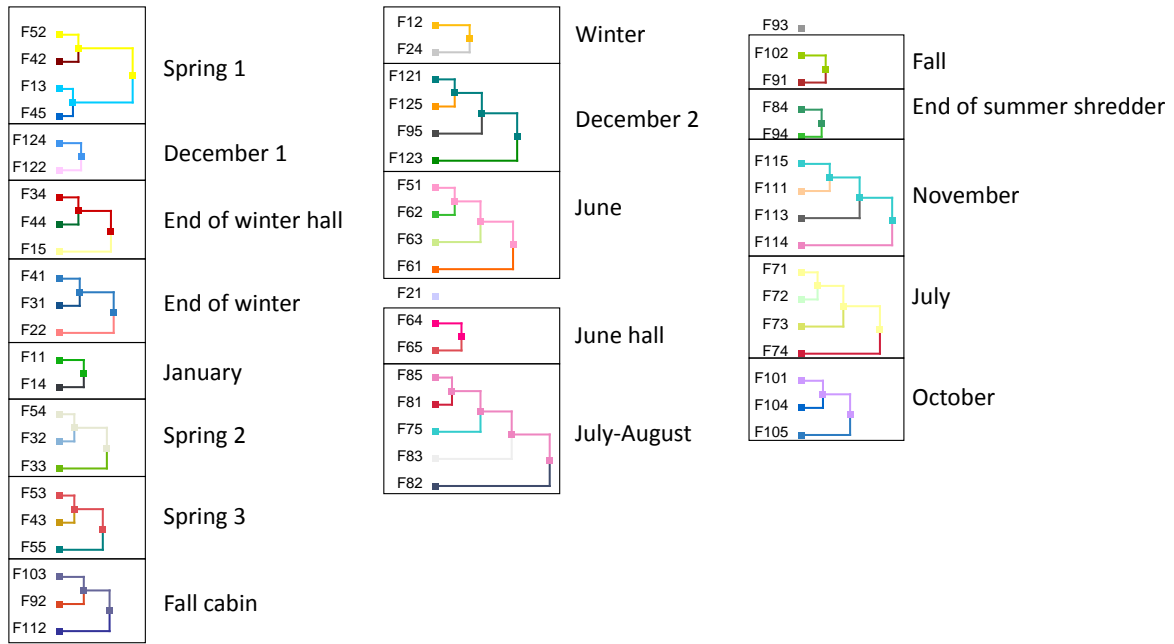 F52
F42
F13
F45
Spring 1
F124
F122
December 1
F34
F44
F15
End of winter hall
F41
F31
F22
End of winter
F11
F14
January
F54
F32
F33
Spring 2
F53
F43
F55
Spring 3
F103
F92
F112
Fall cabin
F12
F24
Winter
F121
F125
F95
F123
December 2
F51
F62
F63
F61
June
F21
F64
F65
June hall
F85
F81
F75
F83
F82
July-August
F93
F102
F91
Fall
F84
F94
End of summer shredder
F115
F111
F113
F114
November
F71
F72
F73
F74
July
F101
F104
F105
October